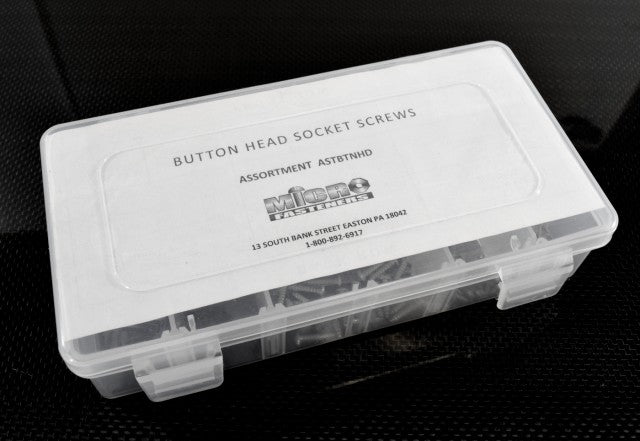 BUTTON HEAD SOCKET SCREWS
ASSORTMENT ASTBTNHD
MICRO
FASTENERS
13 SOUTH BANK STREET EASTON PA 18042
1-800-892-6917